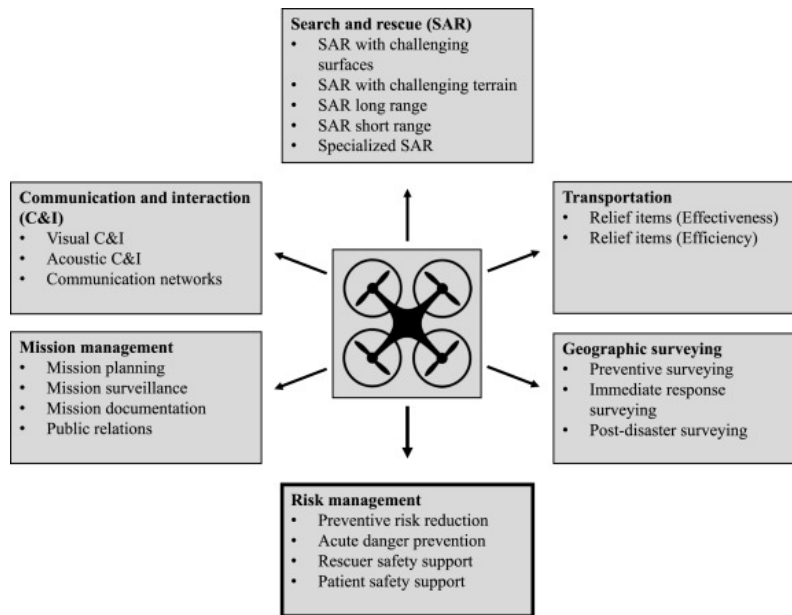 Search and rescue (SAR)
• SAR with challenging
surfaces
• SAR with challenging terrain
• SAR long range
• SAR short range
• Specialized SAR
Communication and interaction
(C&I)
• Visual C&I
• Acoustic C&I
• Communication networks
Transportation
• Relief items (Effectiveness)
• Relief items (Efficiency)
Mission management
• Mission planning
• Mission surveillance
• Mission documentation
• Public relations
Geographic surveying
• Preventive surveying
• Immediate response
surveying
• Post-disaster surveying
Risk management
• Preventive risk reduction
• Acute danger prevention
• Rescuer safety support
• Patient safety support